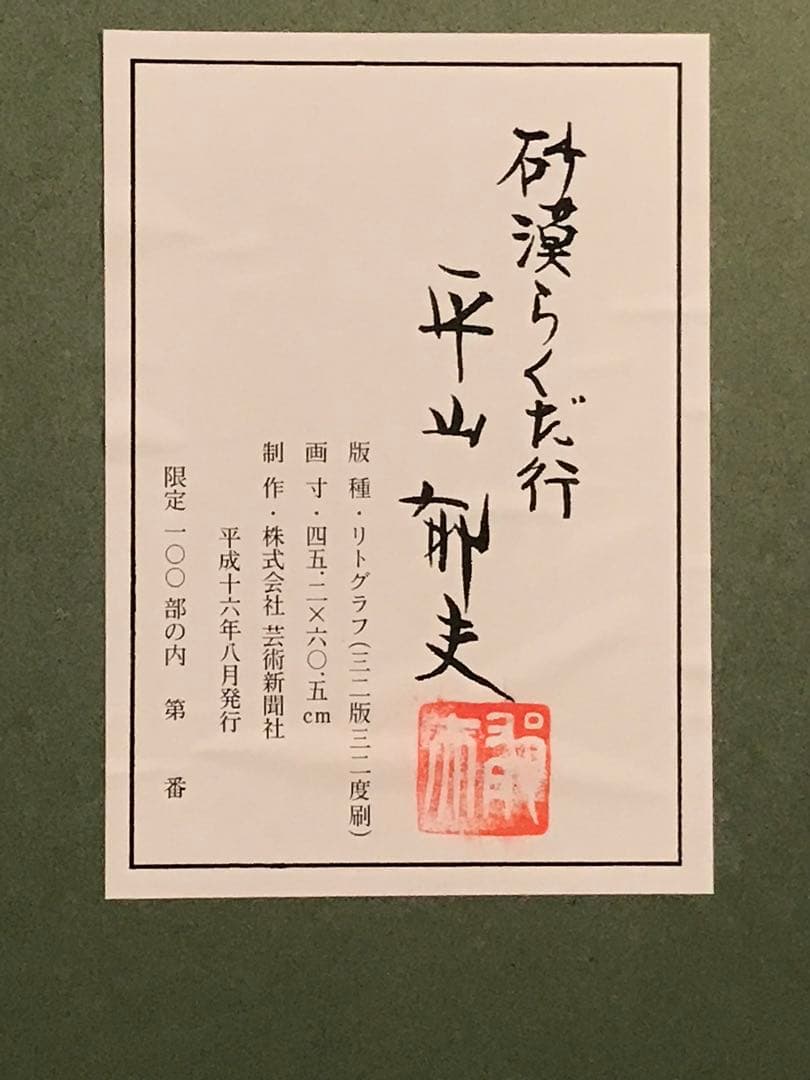 砂漠らくだ行
平山郁夫
版種・リトグラフ(三二版三二度刷)
画寸・四五.二×六〇.五cm
制作・株式会社 芸術新聞社
平成十六年八月発行
限定一〇〇部の内 第 番